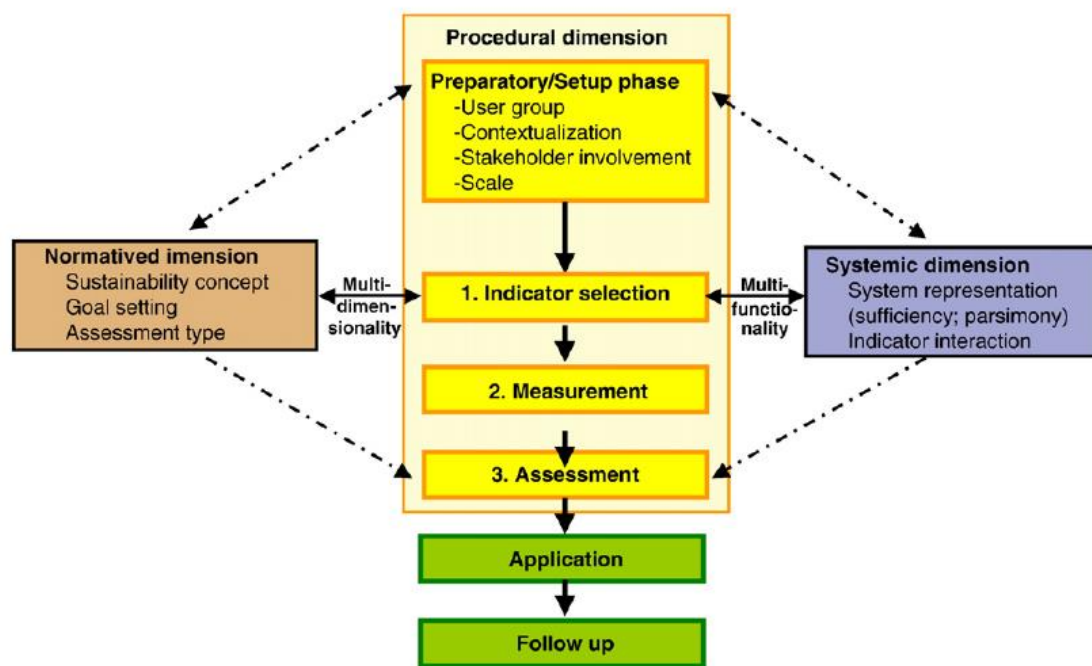 Procedural dimension
Preparatory/Setup phase
-User group
-Contextualization
-Stakeholder involvement
-Scale
Normatived imension
Sustainability concept
Goal setting
Assessment type
Multi-
dimen-
sionality
1. Indicator selection
Multi-
functio-
nality
Systemic dimension
System representation
(sufficiency; parsimony)
Indicator interaction
2. Measurement
3. Assessment
Application
Follow up